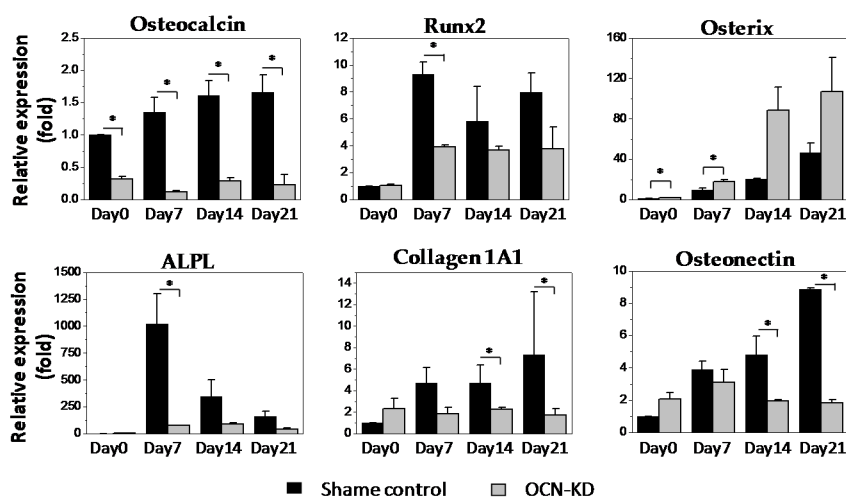 Osteocalcin
Runx2
Osterix
Relative expression
(fold)
2.5
2.0
1.5
1.0
0.5
0.0
* * * *
Day0 Day7 Day14 Day21
12
10
8
6
4
2
0
*
Day0 Day7 Day14 Day21
160
120
80
40
0
* *
Day0 Day7 Day14 Day21
ALPL
Collagen 1A1
Osteonectin
Relative expression
(fold)
1500
1250
1000
750
500
250
0
*
Day0 Day7 Day14 Day21
14
12
10
8
6
4
2
0
* *
Day0 Day7 Day14 Day21
10
8
6
4
2
0
* *
Day0 Day7 Day14 Day21
Shame control OCN-KD